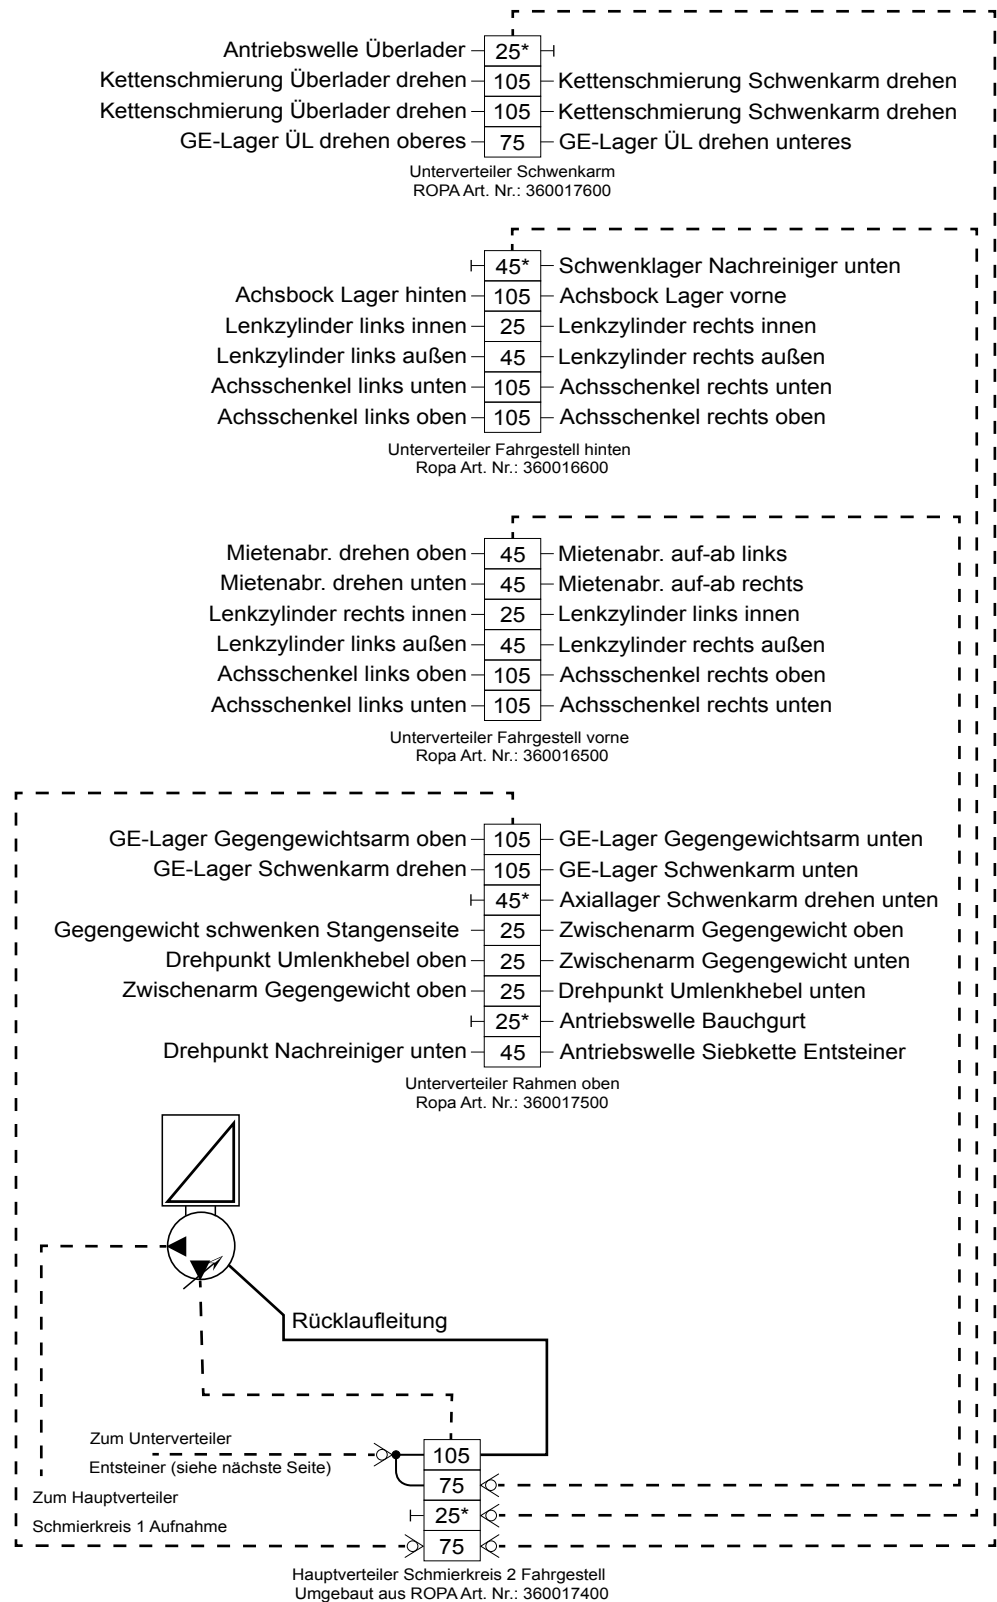 Antriebswelle Überlader 25*
Kettenschmierung Überlader drehen 105 Kettenschmierung Schwenkarm drehen
Kettenschmierung Überlader drehen 105 Kettenschmierung Schwenkarm drehen
GE-Lager ÜL drehen oberes 75 GE-Lager ÜL drehen unteres
Unterverteiler Schwenkarm
ROPA Art. Nr.: 360017600
45* Schwenklager Nachreiniger unten
Achsbock Lager hinten 105 Achsbock Lager vorne
Lenkzylinder links innen 25 Lenkzylinder rechts innen
Lenkzylinder links außen 45 Lenkzylinder rechts außen
Achsschenkel links unten 105 Achsschenkel rechts unten
Achsschenkel links oben 105 Achsschenkel rechts oben
Unterverteiler Fahrgestell hinten
Ropa Art. Nr.: 360016600
Mietenabr. drehen oben 45 Mietenabr. auf-ab links
Mietenabr. drehen unten 45 Mietenabr. auf-ab rechts
Lenkzylinder rechts innen 25 Lenkzylinder links innen
Lenkzylinder links außen 45 Lenkzylinder rechts außen
Achsschenkel links oben 105 Achsschenkel rechts oben
Achsschenkel links unten 105 Achsschenkel rechts unten
Unterverteiler Fahrgestell vorne
Ropa Art. Nr.: 360016500
GE-Lager Gegengewichtsarm oben 105 GE-Lager Gegengewichtsarm unten
GE-Lager Schwenkarm drehen 105 GE-Lager Schwenkarm unten
45* Axiallager Schwenkarm drehen unten
Gegengewicht schwenken Stangenseite 25 Zwischenarm Gegengewicht oben
Drehpunkt Umlenkhebel oben 25 Zwischenarm Gegengewicht unten
Zwischenarm Gegengewicht oben 25 Drehpunkt Umlenkhebel unten
25* Antriebswelle Bauchgurt
Drehpunkt Nachreiniger unten 45 Antriebswelle Siebkette Entsteiner
Unterverteiler Rahmen oben
Ropa Art. Nr.: 360017500
Rücklaufleitung
Zum Unterverteiler
Entsteiner (siehe nächste Seite)
Zum Hauptverteiler
Schmierkreis 1 Aufnahme
105
75
25*
75
Hauptverteiler Schmierkreis 2 Fahrgestell
Umgebaut aus ROPA Art. Nr.: 360017400